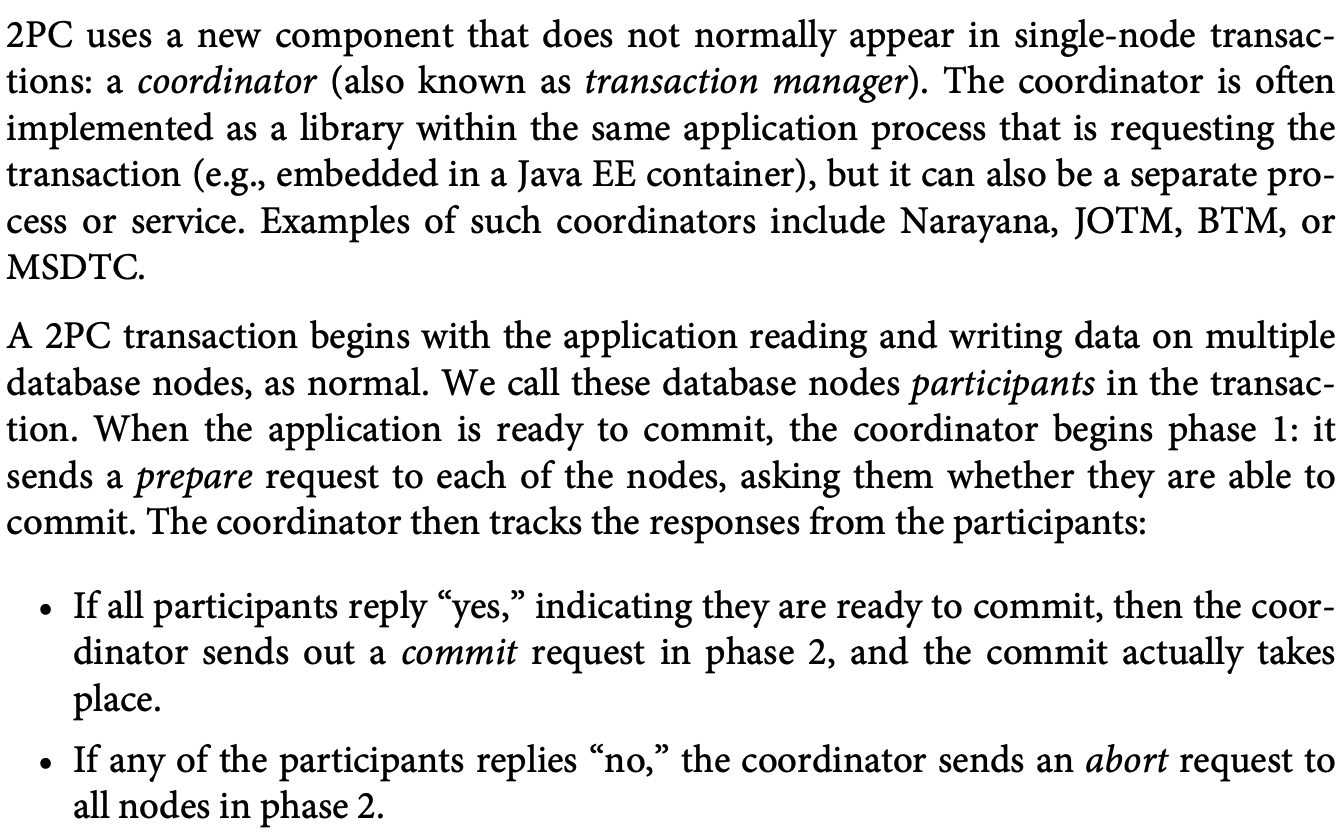 2PC uses a new component that does not normally appear in single-node transac-
tions: a coordinator (also known as transaction manager). The coordinator is often
implemented as a library within the same application process that is requesting the
transaction (e.g., embedded in a Java EE container), but it can also be a separate pro-
cess or service. Examples of such coordinators include Narayana, JOTM, BTM, or
MSDTC.
A 2PC transaction begins with the application reading and writing data on multiple
database nodes, as normal. We call these database nodes participants in the transac-
tion. When the application is ready to commit, the coordinator begins phase 1: it
sends a prepare request to each of the nodes, asking them whether they are able to
commit. The coordinator then tracks the responses from the participants:
• If all participants reply “yes,” indicating they are ready to commit, then the coor-
dinator sends out a commit request in phase 2, and the commit actually takes
place.
• If any of the participants replies “no,” the coordinator sends an abort request to
all nodes in phase 2.